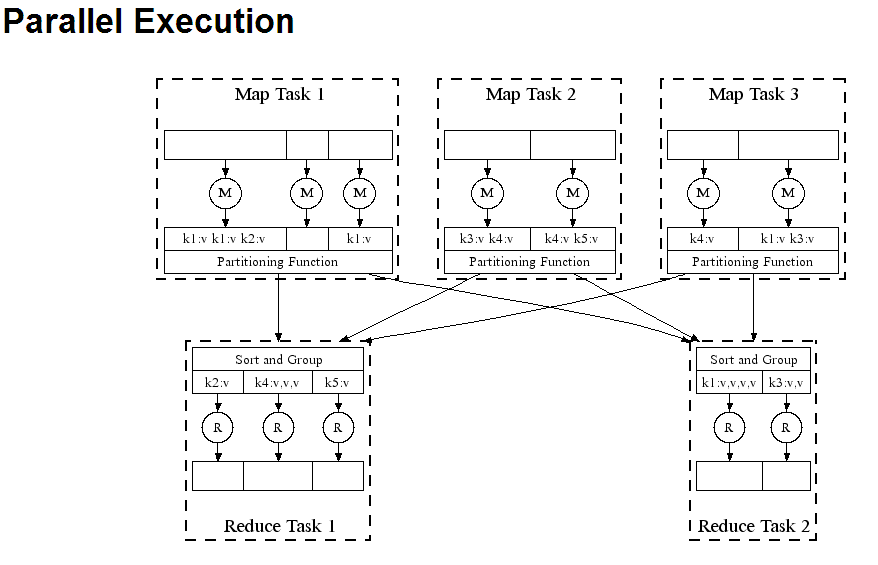 Parallel Execution
Map Task 1 Map Task 2 Map Task 3
M M M M M M M
k1:v k1:v k2:v k1:v k3:v k4:v k4:v k5:v k4:v k1:v k3:v
Partitioning Function Partitioning Function Partitioning Function
Sort and Group Sort and Group
k2:v k4:v,v,v k5:v k1:v,v,v,v k3:v,v
R R R R R
Reduce Task 1 Reduce Task 2